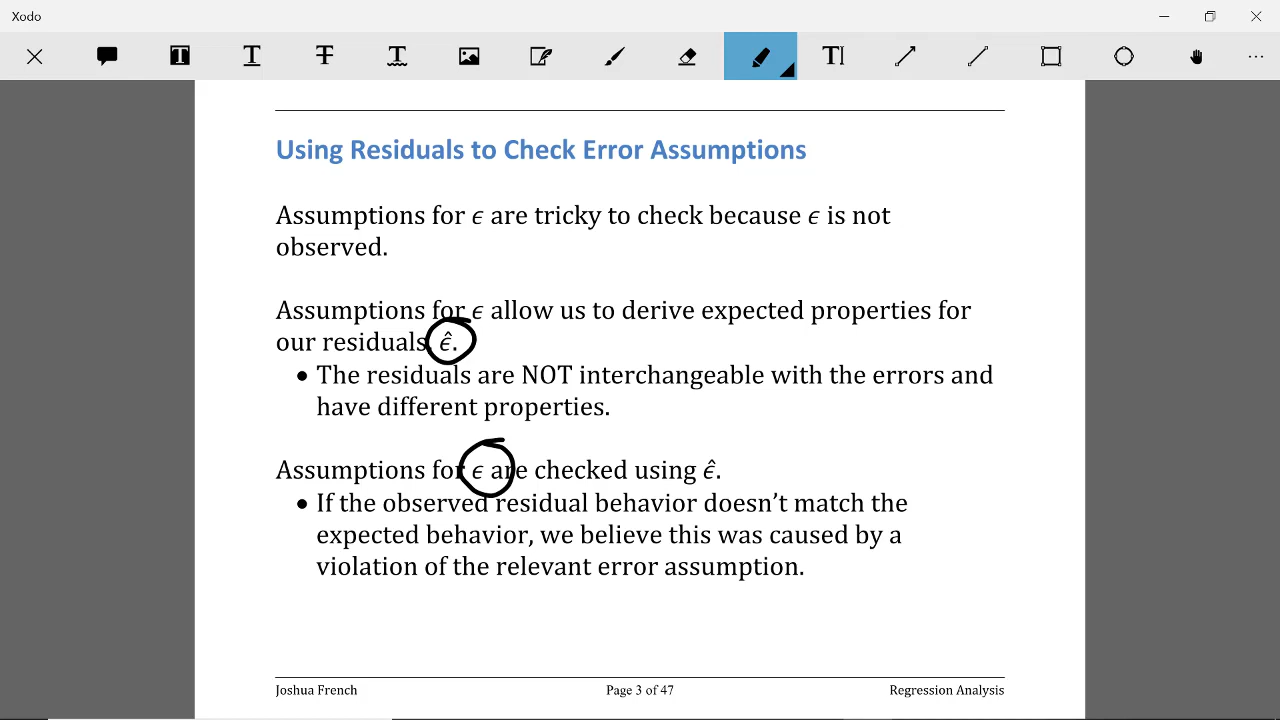 Xodo
Using Residuals to Check Error Assumptions
Assumptions for ϵ are tricky to check because ϵ is not
observed.
Assumptions for ϵ allow us to derive expected properties for
our residuals, ϵ̂.
• The residuals are NOT interchangeable with the errors and
have different properties.
Assumptions for ϵ are checked using ϵ̂.
• If the observed residual behavior doesn’t match the
expected behavior, we believe this was caused by a
violation of the relevant error assumption.
Joshua French Page 3 of 47 Regression Analysis